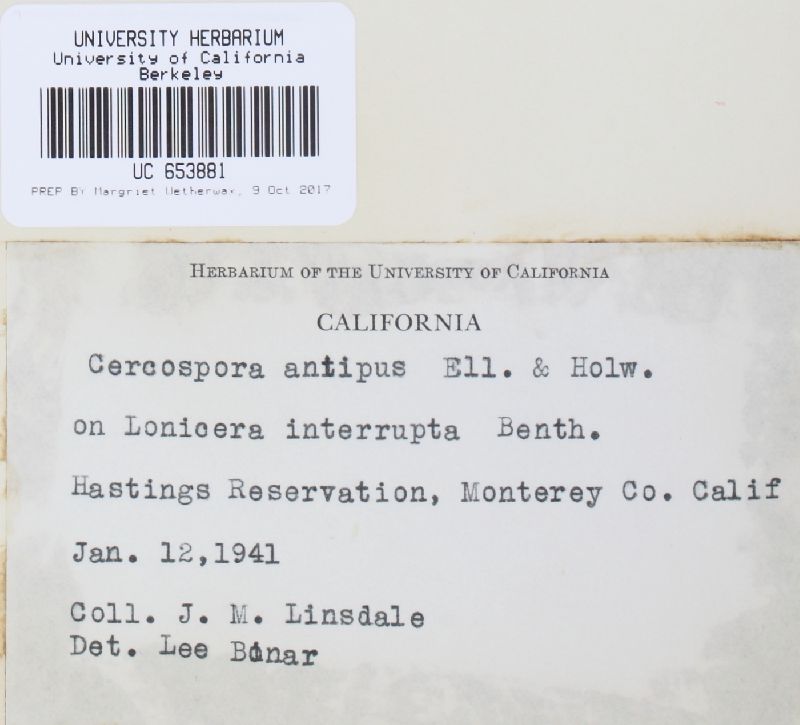 UNIVERSITY HERBARIUM
University of California
Berkeley
UC 653881
PREP BY Margriet Wetherwax, 9 Oct 2017
HERBARIUM OF THE UNIVERSITY OF CALIFORNIA
CALIFORNIA
Cercospora antipus Ell. & Holw.
on Lonicera interrupta Benth.
Hastings Reservation, Monterey Co. Calif
Jan. 12,1941
Coll. J. M. Linsdale
Det. Lee Bonar